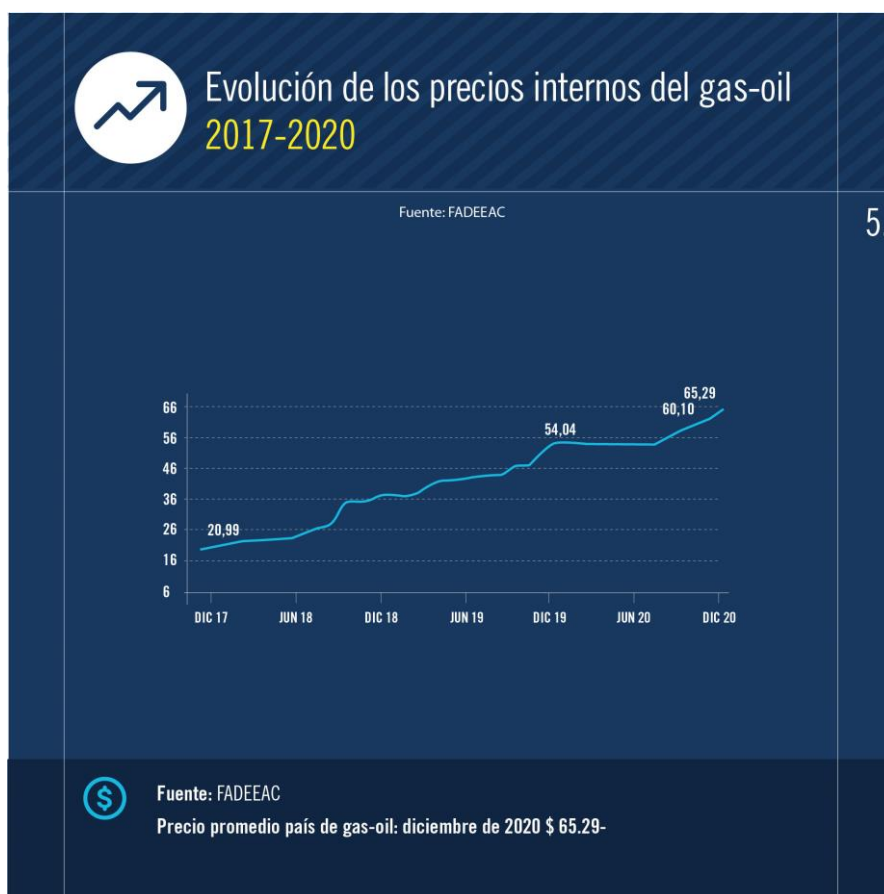 Evolución de los precios internos del gas-oil
2017-2020
Fuente: FADEEAC
5
65,29
60,10
54,04
20,99
66
56
46
36
26
16
6
DIC 17 JUN 18 DIC 18 JUN 19 DIC 19 JUN 20 DIC 20
Fuente: FADEEAC
Precio promedio país de gas-oil: diciembre de 2020 $ 65.29-